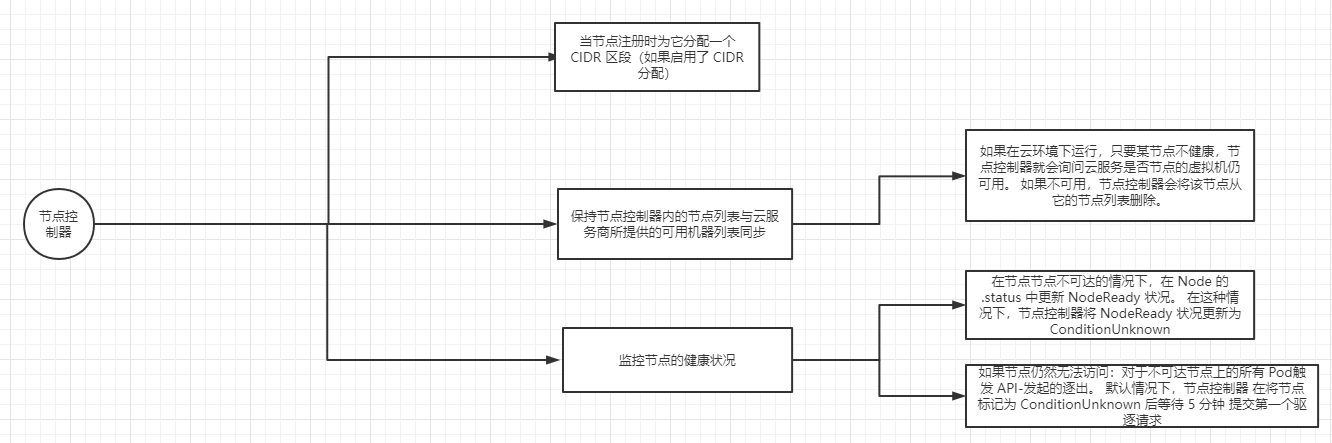 节点控
制器
当节点注册时为它分配一个
CIDR 区段（如果启用了 CIDR
分配）
保持节点控制器内的节点列表与云服
务商所提供的可用机器列表同步
如果在云环境下运行，只要某节点不健康，节
点控制器就会询问云服务是否节点的虚拟机仍
可用。 如果不可用，节点控制器会将该节点从
它的节点列表删除。
监控节点的健康状况
在节点节点不可达的情况下，在 Node 的
.status 中更新 NodeReady 状况。 在这种情
况下，节点控制器将 NodeReady 状况更新为
ConditionUnknown
如果节点仍然无法访问：对于不可达节点上的所有 Pod触
发 API-发起的逐出。 默认情况下，节点控制器 在将节点
标记为 ConditionUnknown 后等待 5 分钟 提交第一个驱
逐请求